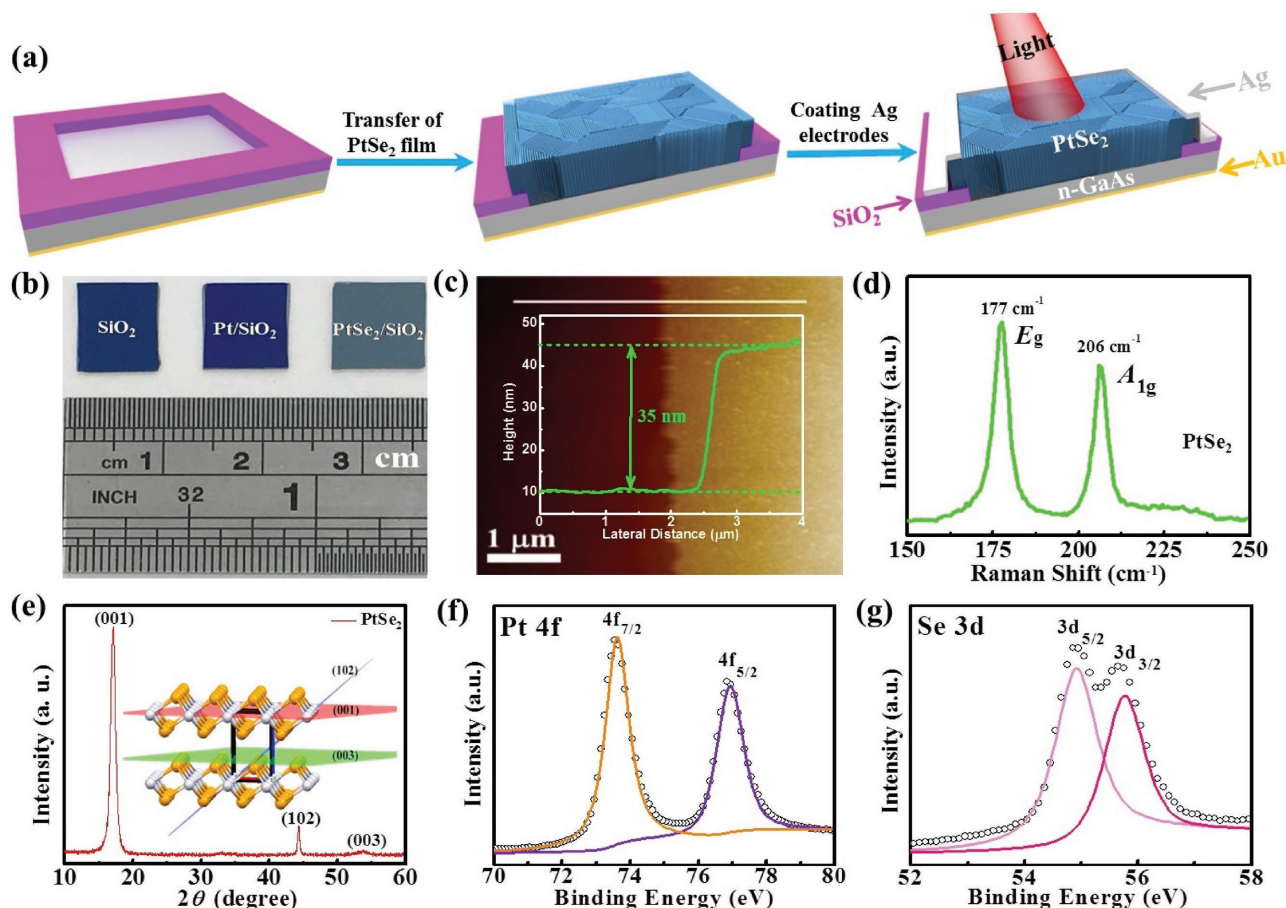 (a)
Transfer of
PtSe₂ film
Coating Ag
electrodes
Light
Ag
PtSe₂
Au
n-GaAs
SiO₂
(b)
SiO₂
Pt/SiO₂
PtSe₂/SiO₂
cm 1 2 3 cm
INCH 32 1
(c)
50
40
30
20
10
Height (nm)
35 nm
0 1 2 3 4
Lateral Distance (μm)
1 μm
(d)
177 cm⁻¹
E_g
206 cm⁻¹
A_1g
PtSe₂
Intensity (a.u.)
150 175 200 225 250
Raman Shift (cm⁻¹)
(e)
(001)
PtSe₂
(102)
(001)
(003)
(102)
(003)
Intensity (a. u.)
10 20 30 40 50 60
2θ (degree)
(f)
Pt 4f
4f7/2
4f5/2
Intensity (a.u.)
70 72 74 76 78 80
Binding Energy (eV)
(g)
Se 3d
3d5/2
3d3/2
Intensity (a.u.)
52 54 56 58
Binding Energy (eV)